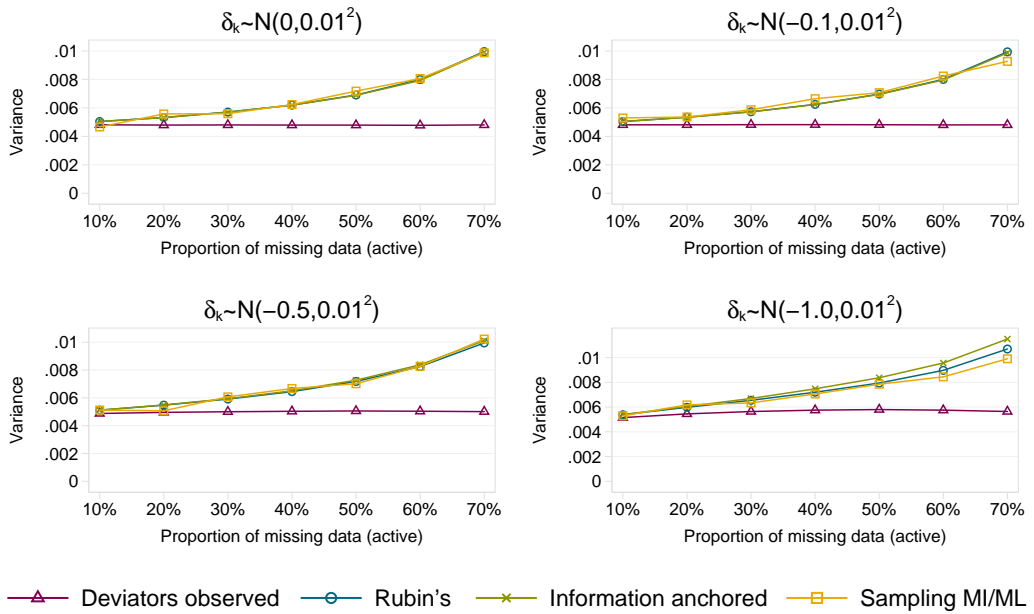 δk~N(0,0.01²)
δk~N(−0.1,0.01²)
Variance
.01
.008
.006
.004
.002
0
10% 20% 30% 40% 50% 60% 70%
Proportion of missing data (active)
Variance
.01
.008
.006
.004
.002
0
10% 20% 30% 40% 50% 60% 70%
Proportion of missing data (active)
δk~N(−0.5,0.01²)
δk~N(−1.0,0.01²)
Variance
.01
.008
.006
.004
.002
0
10% 20% 30% 40% 50% 60% 70%
Proportion of missing data (active)
Variance
.01
.008
.006
.004
.002
0
10% 20% 30% 40% 50% 60% 70%
Proportion of missing data (active)
Deviators observed Rubin's Information anchored Sampling MI/ML